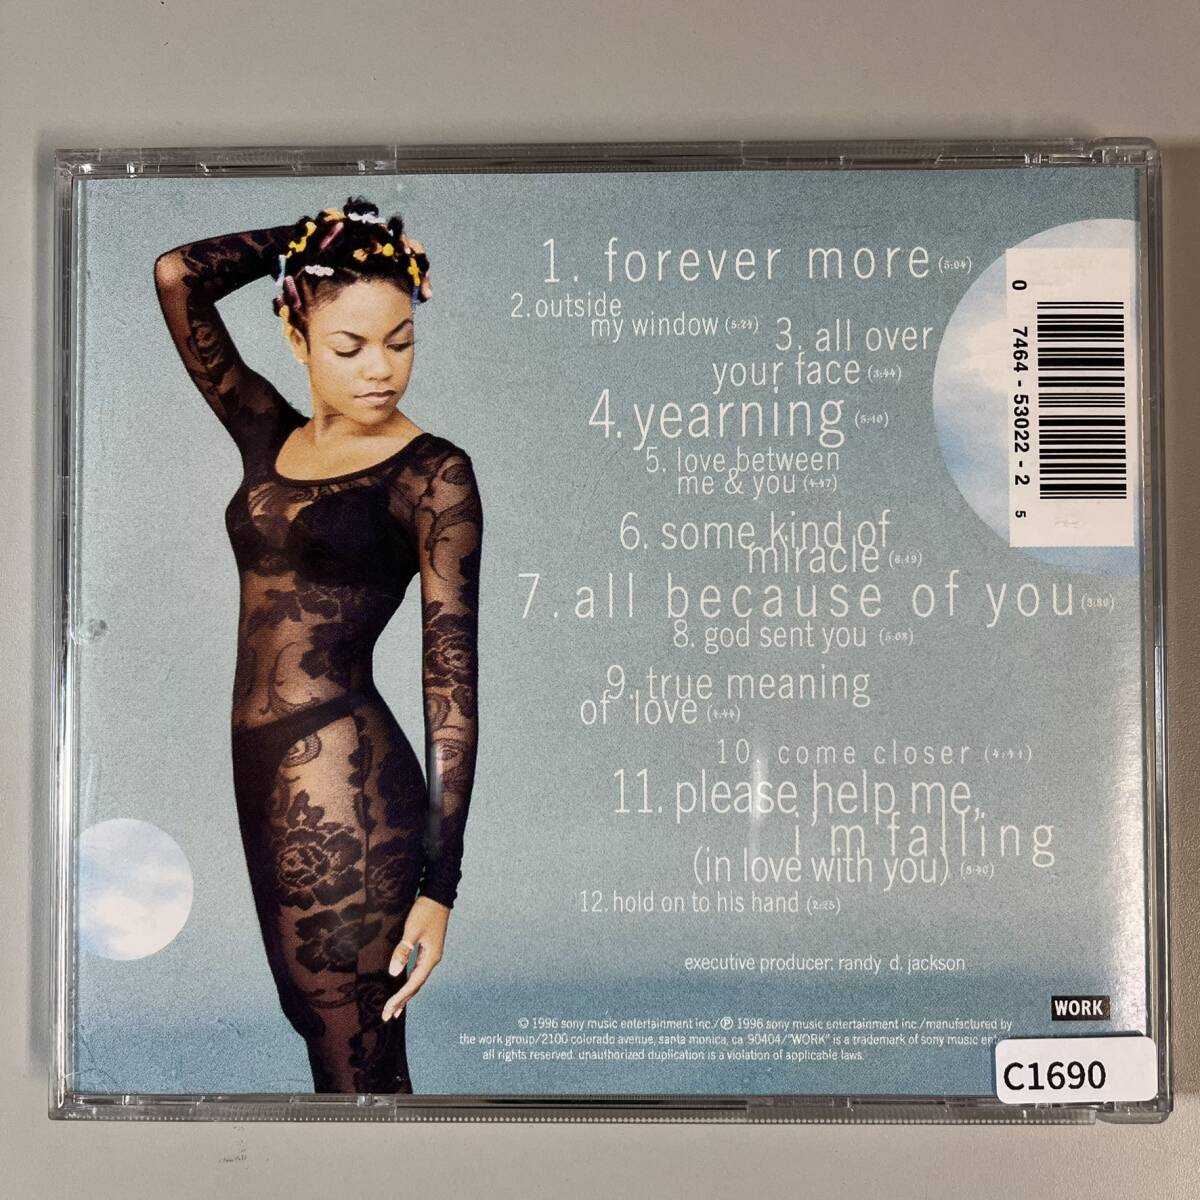 1. forever more (5:04)
2. outside
my window (5:24)
3. all over
your face (3:44)
4. yearning (5:10)
5. love between
me & you (4:47)
6. some kind of
miracle
7. all because of you
8. god sent you (5:08)
9. true meaning
of love (4:44)
10. come closer (4:41)
11. please help me,
i'm falling
(in love with you)
12. hold on to his hand (2:25)
executive producer: randy d. jackson
WORK
© 1996 sony music entertainment inc./℗ 1996 sony music entertainment inc./manufactured by
the work group/2100 colorado avenue, santa monica, ca 90404/"WORK" is a trademark of sony music
all rights reserved. unauthorized duplication is a violation of applicable laws.
C1690
0 7464-53022-2 5